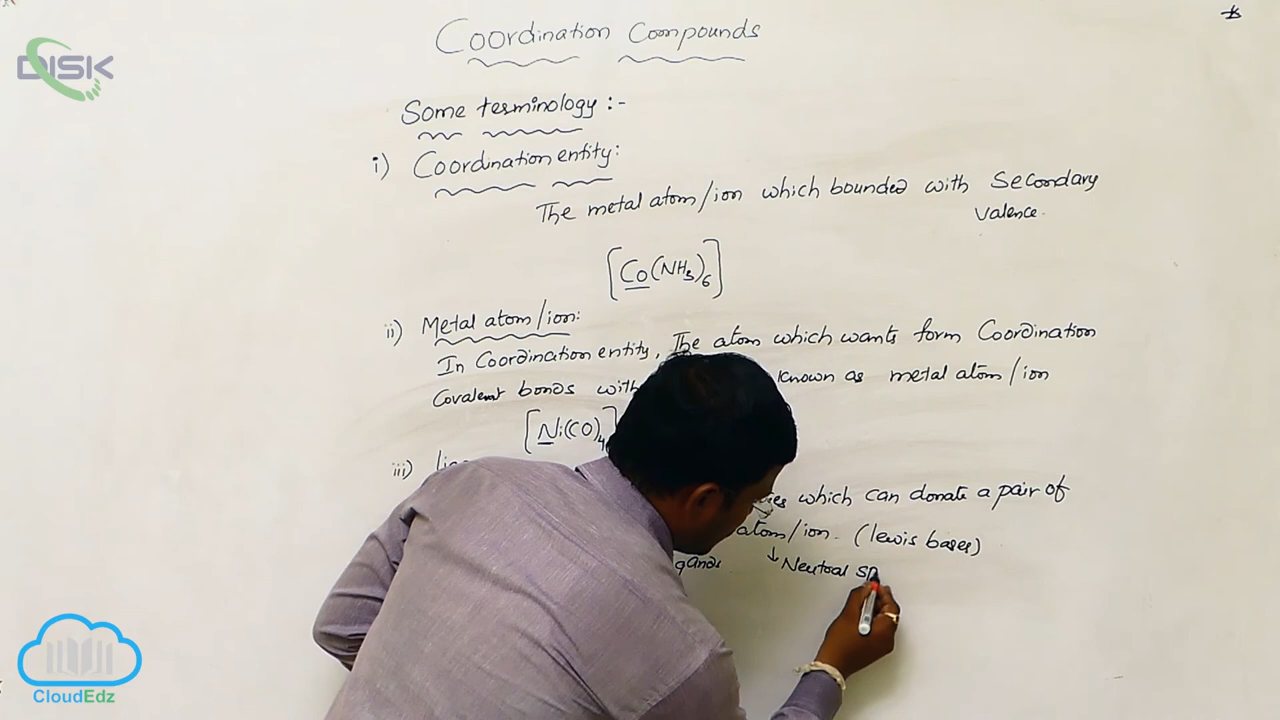 DISK
Coordination Compounds
Some terminology :-
i) Coordination entity:
The metal atom/ion which bounded with Secondary
Valence.
[Co(NH3)6]
ii) Metal atom/ion:
In Coordination entity, The atom which wants form Coordination
Covalent bonds with known as metal atom/ion
[Ni(CO)4
iii)
which can donate a pair of
atom/ion. (lewis bases)
↓ Neutral sp
CloudEdz